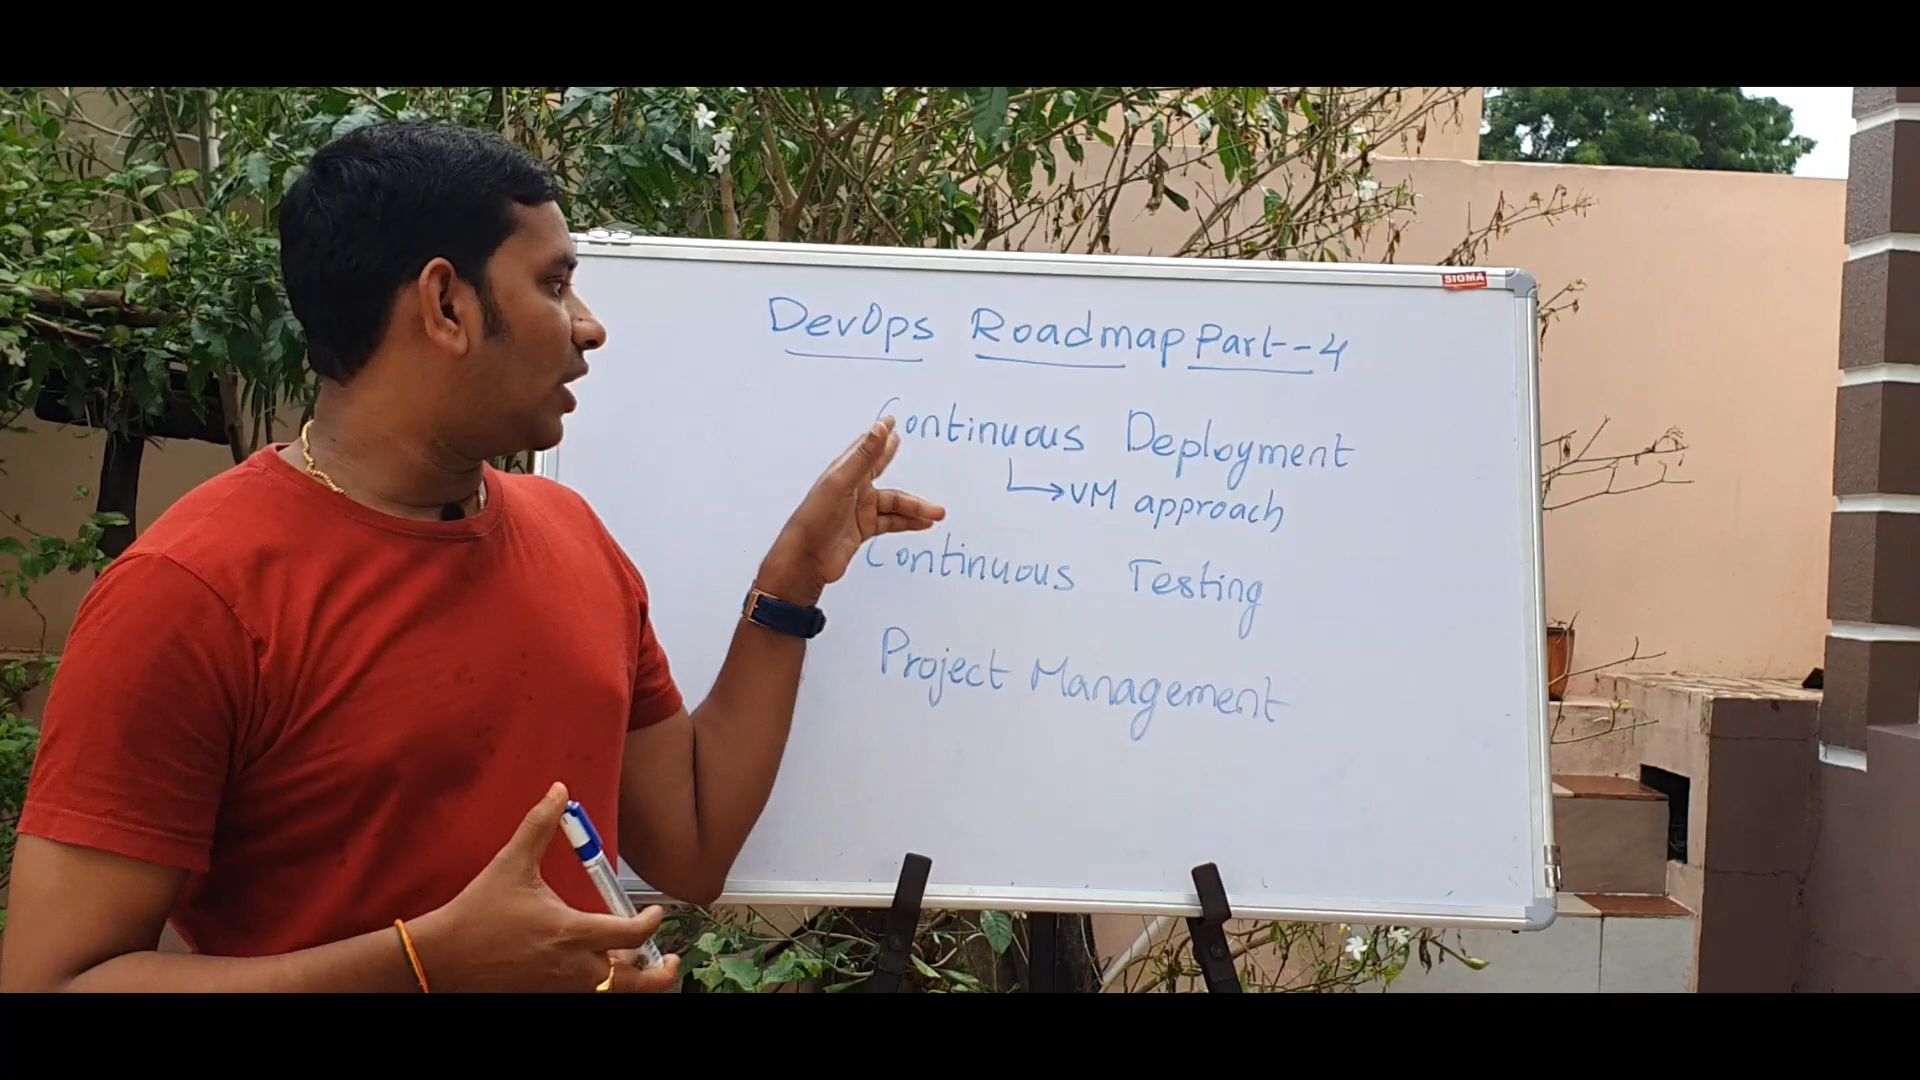 SIGMA
DevOps Roadmap Part-4
Continuous Deployment
VM approach
Continuous Testing
Project Management